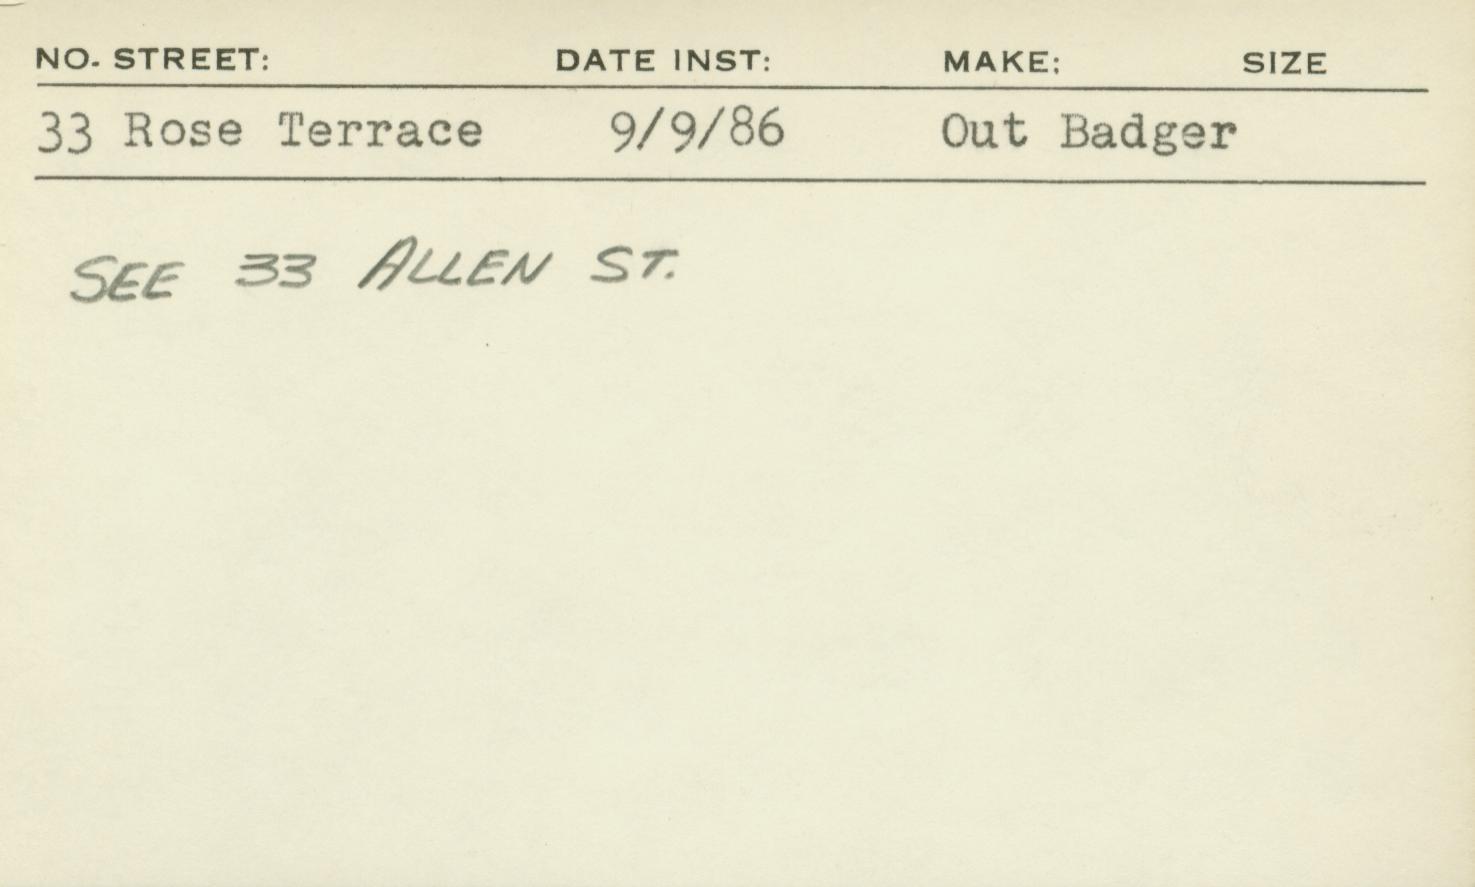 NO. STREET: DATE INST: MAKE: SIZE
33 Rose Terrace 9/9/86 Out Badger
SEE 33 ALLEN ST.